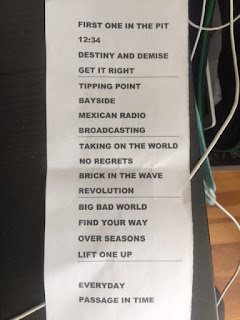 FIRST ONE IN THE PIT
12:34
DESTINY AND DEMISE
GET IT RIGHT
TIPPING POINT
BAYSIDE
MEXICAN RADIO
BROADCASTING
TAKING ON THE WORLD
NO REGRETS
BRICK IN THE WAVE
REVOLUTION
BIG BAD WORLD
FIND YOUR WAY
OVER SEASONS
LIFT ONE UP
EVERYDAY
PASSAGE IN TIME